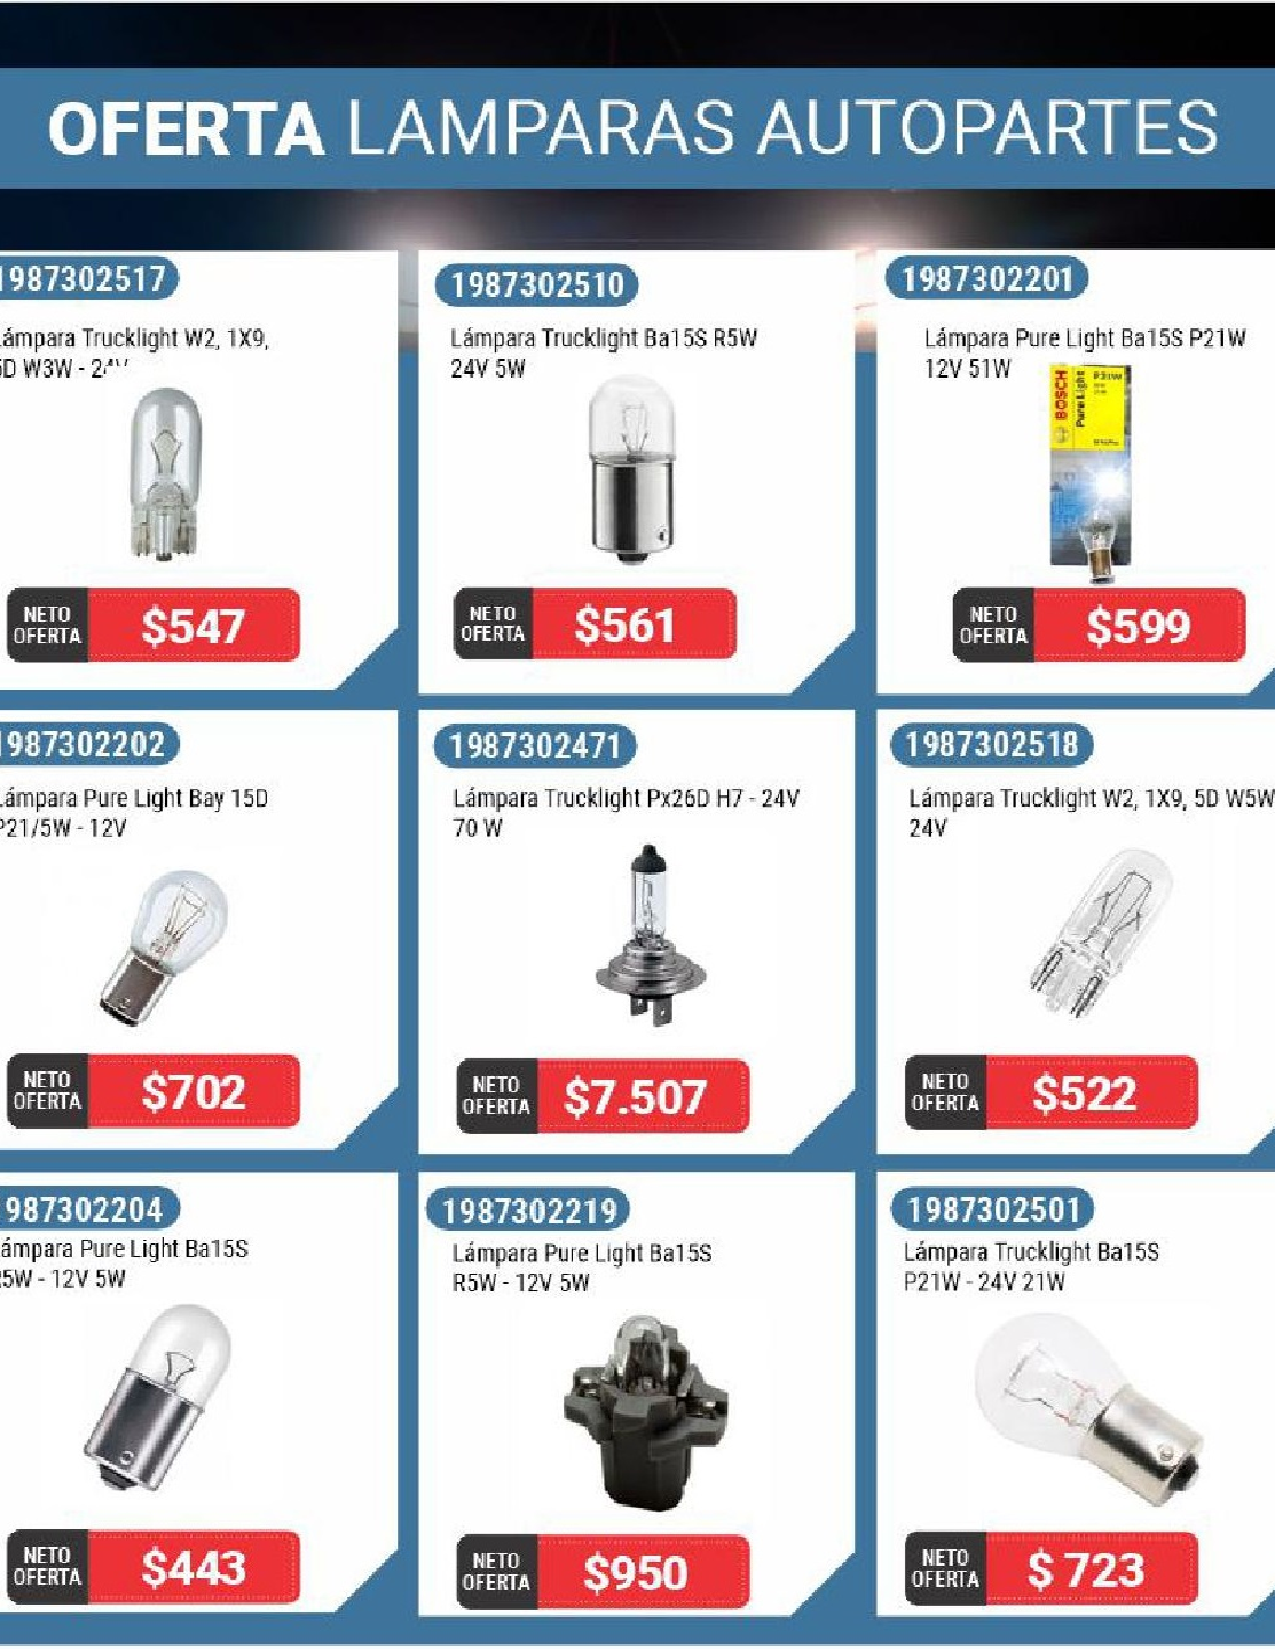 OFERTA LAMPARAS AUTOPARTES
1987302517
ámpara Trucklight W2, 1X9,
5D W3W - 24V
NETO
OFERTA
$547
1987302510
Lámpara Trucklight Ba15S R5W
24V 5W
NETO
OFERTA
$561
1987302201
Lámpara Pure Light Ba15S P21W
12V 51W
BOSCH
Pure Light
P21W
NETO
OFERTA
$599
1987302202
Lámpara Pure Light Bay 15D
P21/5W - 12V
NETO
OFERTA
$702
1987302471
Lámpara Trucklight Px26D H7 - 24V
70 W
NETO
OFERTA
$7.507
1987302518
Lámpara Trucklight W2, 1X9, 5D W5W
24V
NETO
OFERTA
$522
987302204
ámpara Pure Light Ba15S
R5W - 12V 5W
NETO
OFERTA
$443
1987302219
Lámpara Pure Light Ba15S
R5W - 12V 5W
NETO
OFERTA
$950
1987302501
Lámpara Trucklight Ba15S
P21W - 24V 21W
NETO
OFERTA
$ 723